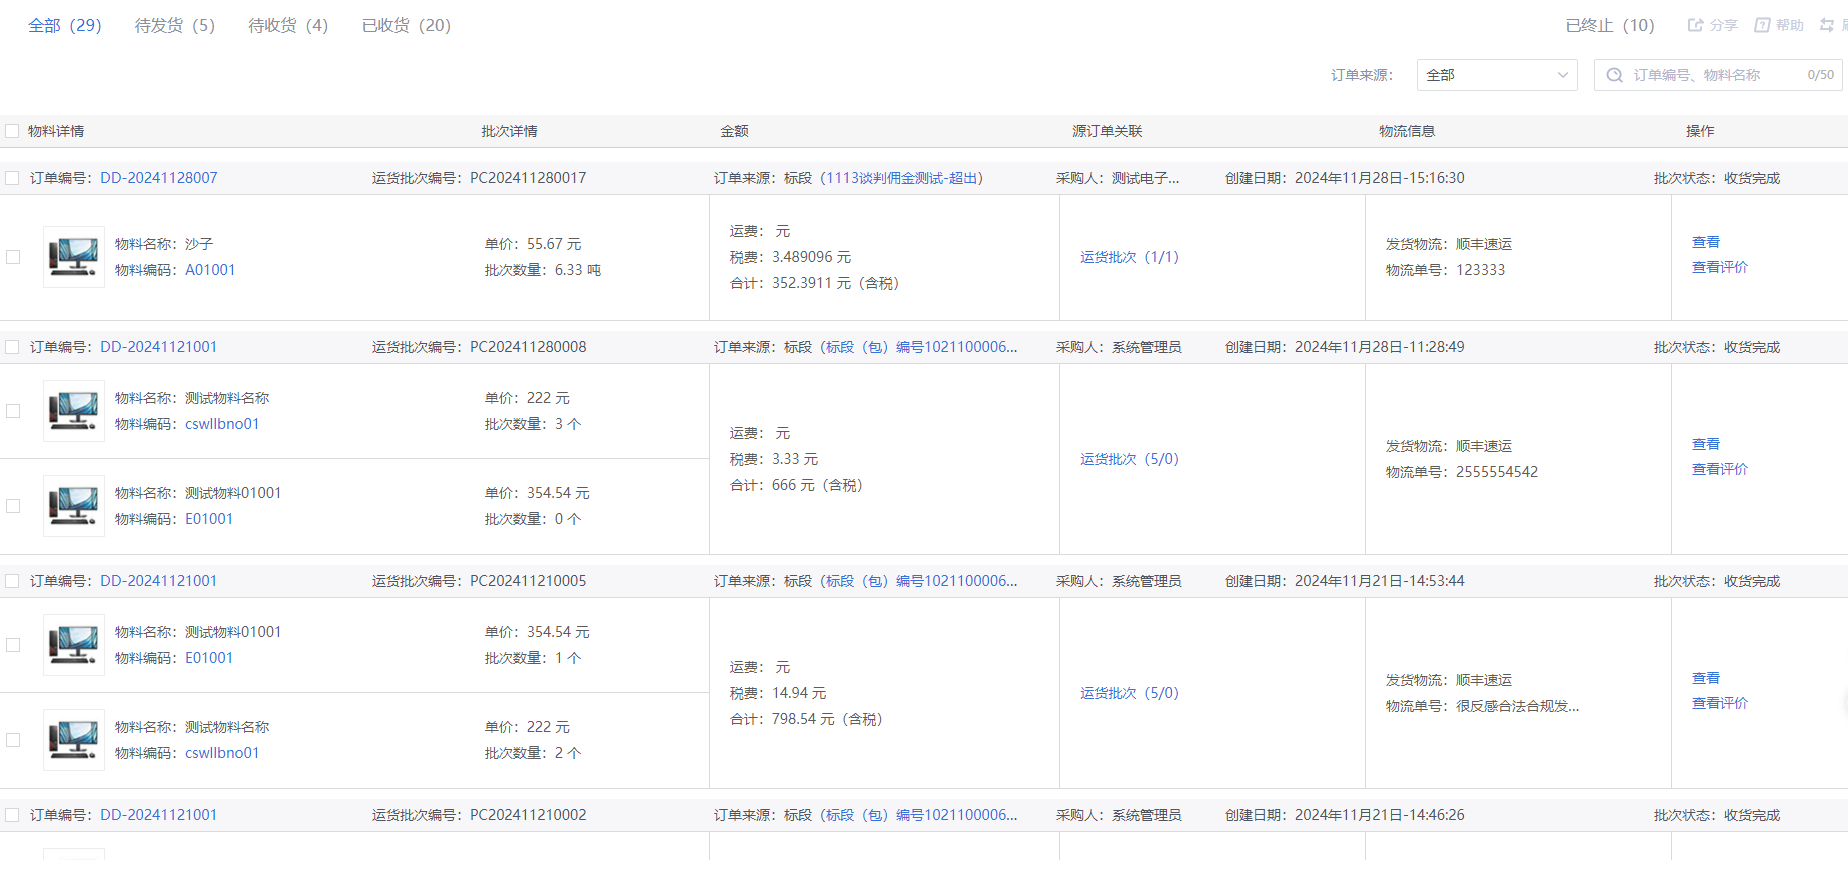 全部（29） 待发货（5） 待收货（4） 已收货（20） 已终止（10） 分享 帮助
订单来源： 全部 订单编号、物料名称 0/50
物料详情 批次详情 金额 源订单关联 物流信息 操作
订单编号：DD-20241128007 运货批次编号：PC202411280017 订单来源：标段（1113谈判佣金测试-超出） 采购人：测试电子... 创建日期：2024年11月28日-15:16:30 批次状态：收货完成
物料名称：沙子
物料编码：A01001
单价：55.67 元
批次数量：6.33 吨
运费： 元
税费：3.489096 元
合计：352.3911 元（含税）
运货批次（1/1）
发货物流：顺丰速运
物流单号：123333
查看
查看评价
订单编号：DD-20241121001 运货批次编号：PC202411280008 订单来源：标段（标段（包）编号1021100006... 采购人：系统管理员 创建日期：2024年11月28日-11:28:49 批次状态：收货完成
物料名称：测试物料名称
物料编码：cswllbno01
单价：222 元
批次数量：3 个
物料名称：测试物料01001
物料编码：E01001
单价：354.54 元
批次数量：0 个
运费： 元
税费：3.33 元
合计：666 元（含税）
运货批次（5/0）
发货物流：顺丰速运
物流单号：2555554542
查看
查看评价
订单编号：DD-20241121001 运货批次编号：PC202411210005 订单来源：标段（标段（包）编号1021100006... 采购人：系统管理员 创建日期：2024年11月21日-14:53:44 批次状态：收货完成
物料名称：测试物料01001
物料编码：E01001
单价：354.54 元
批次数量：1 个
物料名称：测试物料名称
物料编码：cswllbno01
单价：222 元
批次数量：2 个
运费： 元
税费：14.94 元
合计：798.54 元（含税）
运货批次（5/0）
发货物流：顺丰速运
物流单号：很反感合法合规发...
查看
查看评价
订单编号：DD-20241121001 运货批次编号：PC202411210002 订单来源：标段（标段（包）编号1021100006... 采购人：系统管理员 创建日期：2024年11月21日-14:46:26 批次状态：收货完成